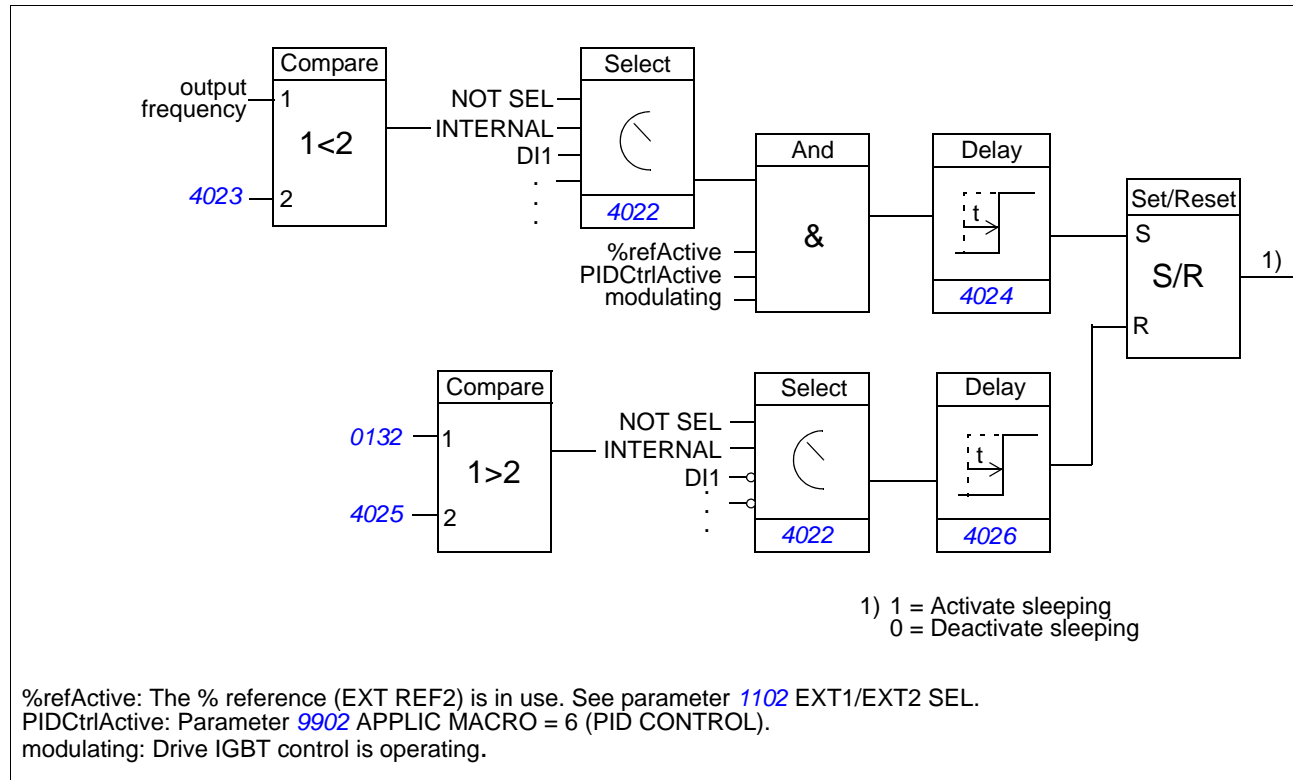 Compare
output
frequency
1
1<2
4023
2
Select
NOT SEL
INTERNAL
DI1
.
.
.
4022
And
&
%refActive
PIDCtrlActive
modulating
Delay
t
4024
Set/Reset
S
S/R
R
1)
Compare
0132
1
1>2
4025
2
Select
NOT SEL
INTERNAL
DI1
.
.
.
4022
Delay
t
4026
1) 1 = Activate sleeping
0 = Deactivate sleeping
%refActive: The % reference (EXT REF2) is in use. See parameter 1102 EXT1/EXT2 SEL.
PIDCtrlActive: Parameter 9902 APPLIC MACRO = 6 (PID CONTROL).
modulating: Drive IGBT control is operating.